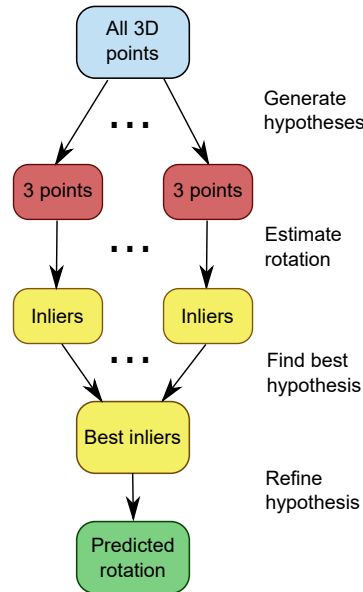 All 3D
points
Generate
hypotheses
...
3 points
3 points
Estimate
rotation
...
Inliers
Inliers
Find best
hypothesis
...
Best inliers
Refine
hypothesis
Predicted
rotation